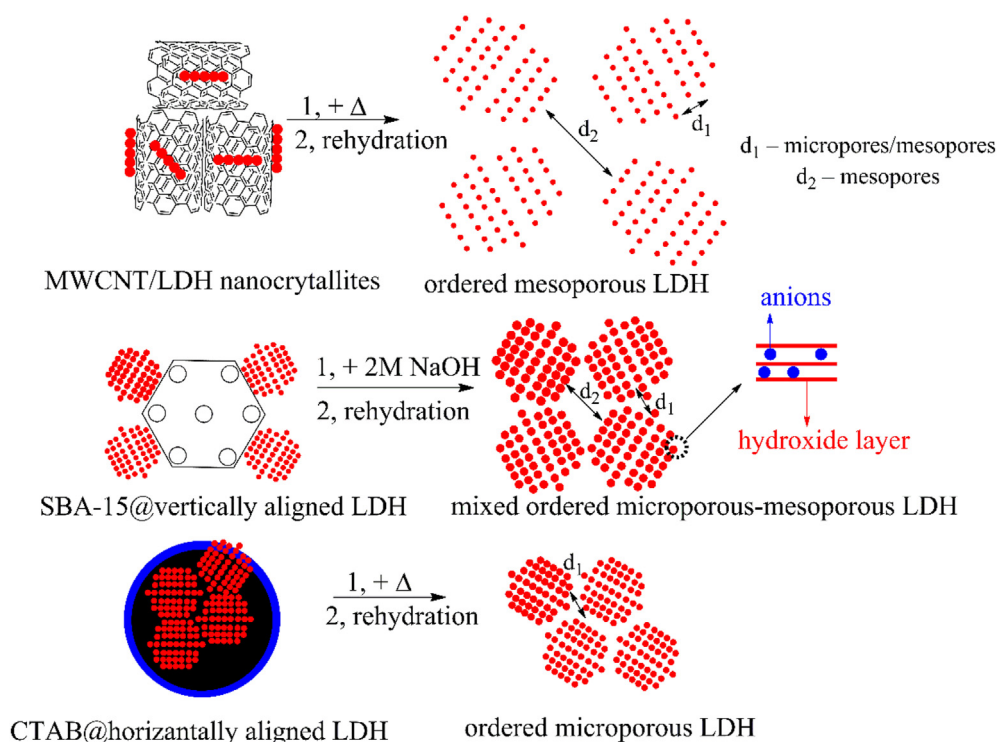 1, + Δ
2, rehydration
d2
d1
d1 – micropores/mesopores
d2 – mesopores
MWCNT/LDH nanocrytallites
ordered mesoporous LDH
anions
1, + 2M NaOH
2, rehydration
d2
d1
hydroxide layer
SBA-15@vertically aligned LDH
mixed ordered microporous-mesoporous LDH
1, + Δ
2, rehydration
d1
CTAB@horizantally aligned LDH
ordered microporous LDH